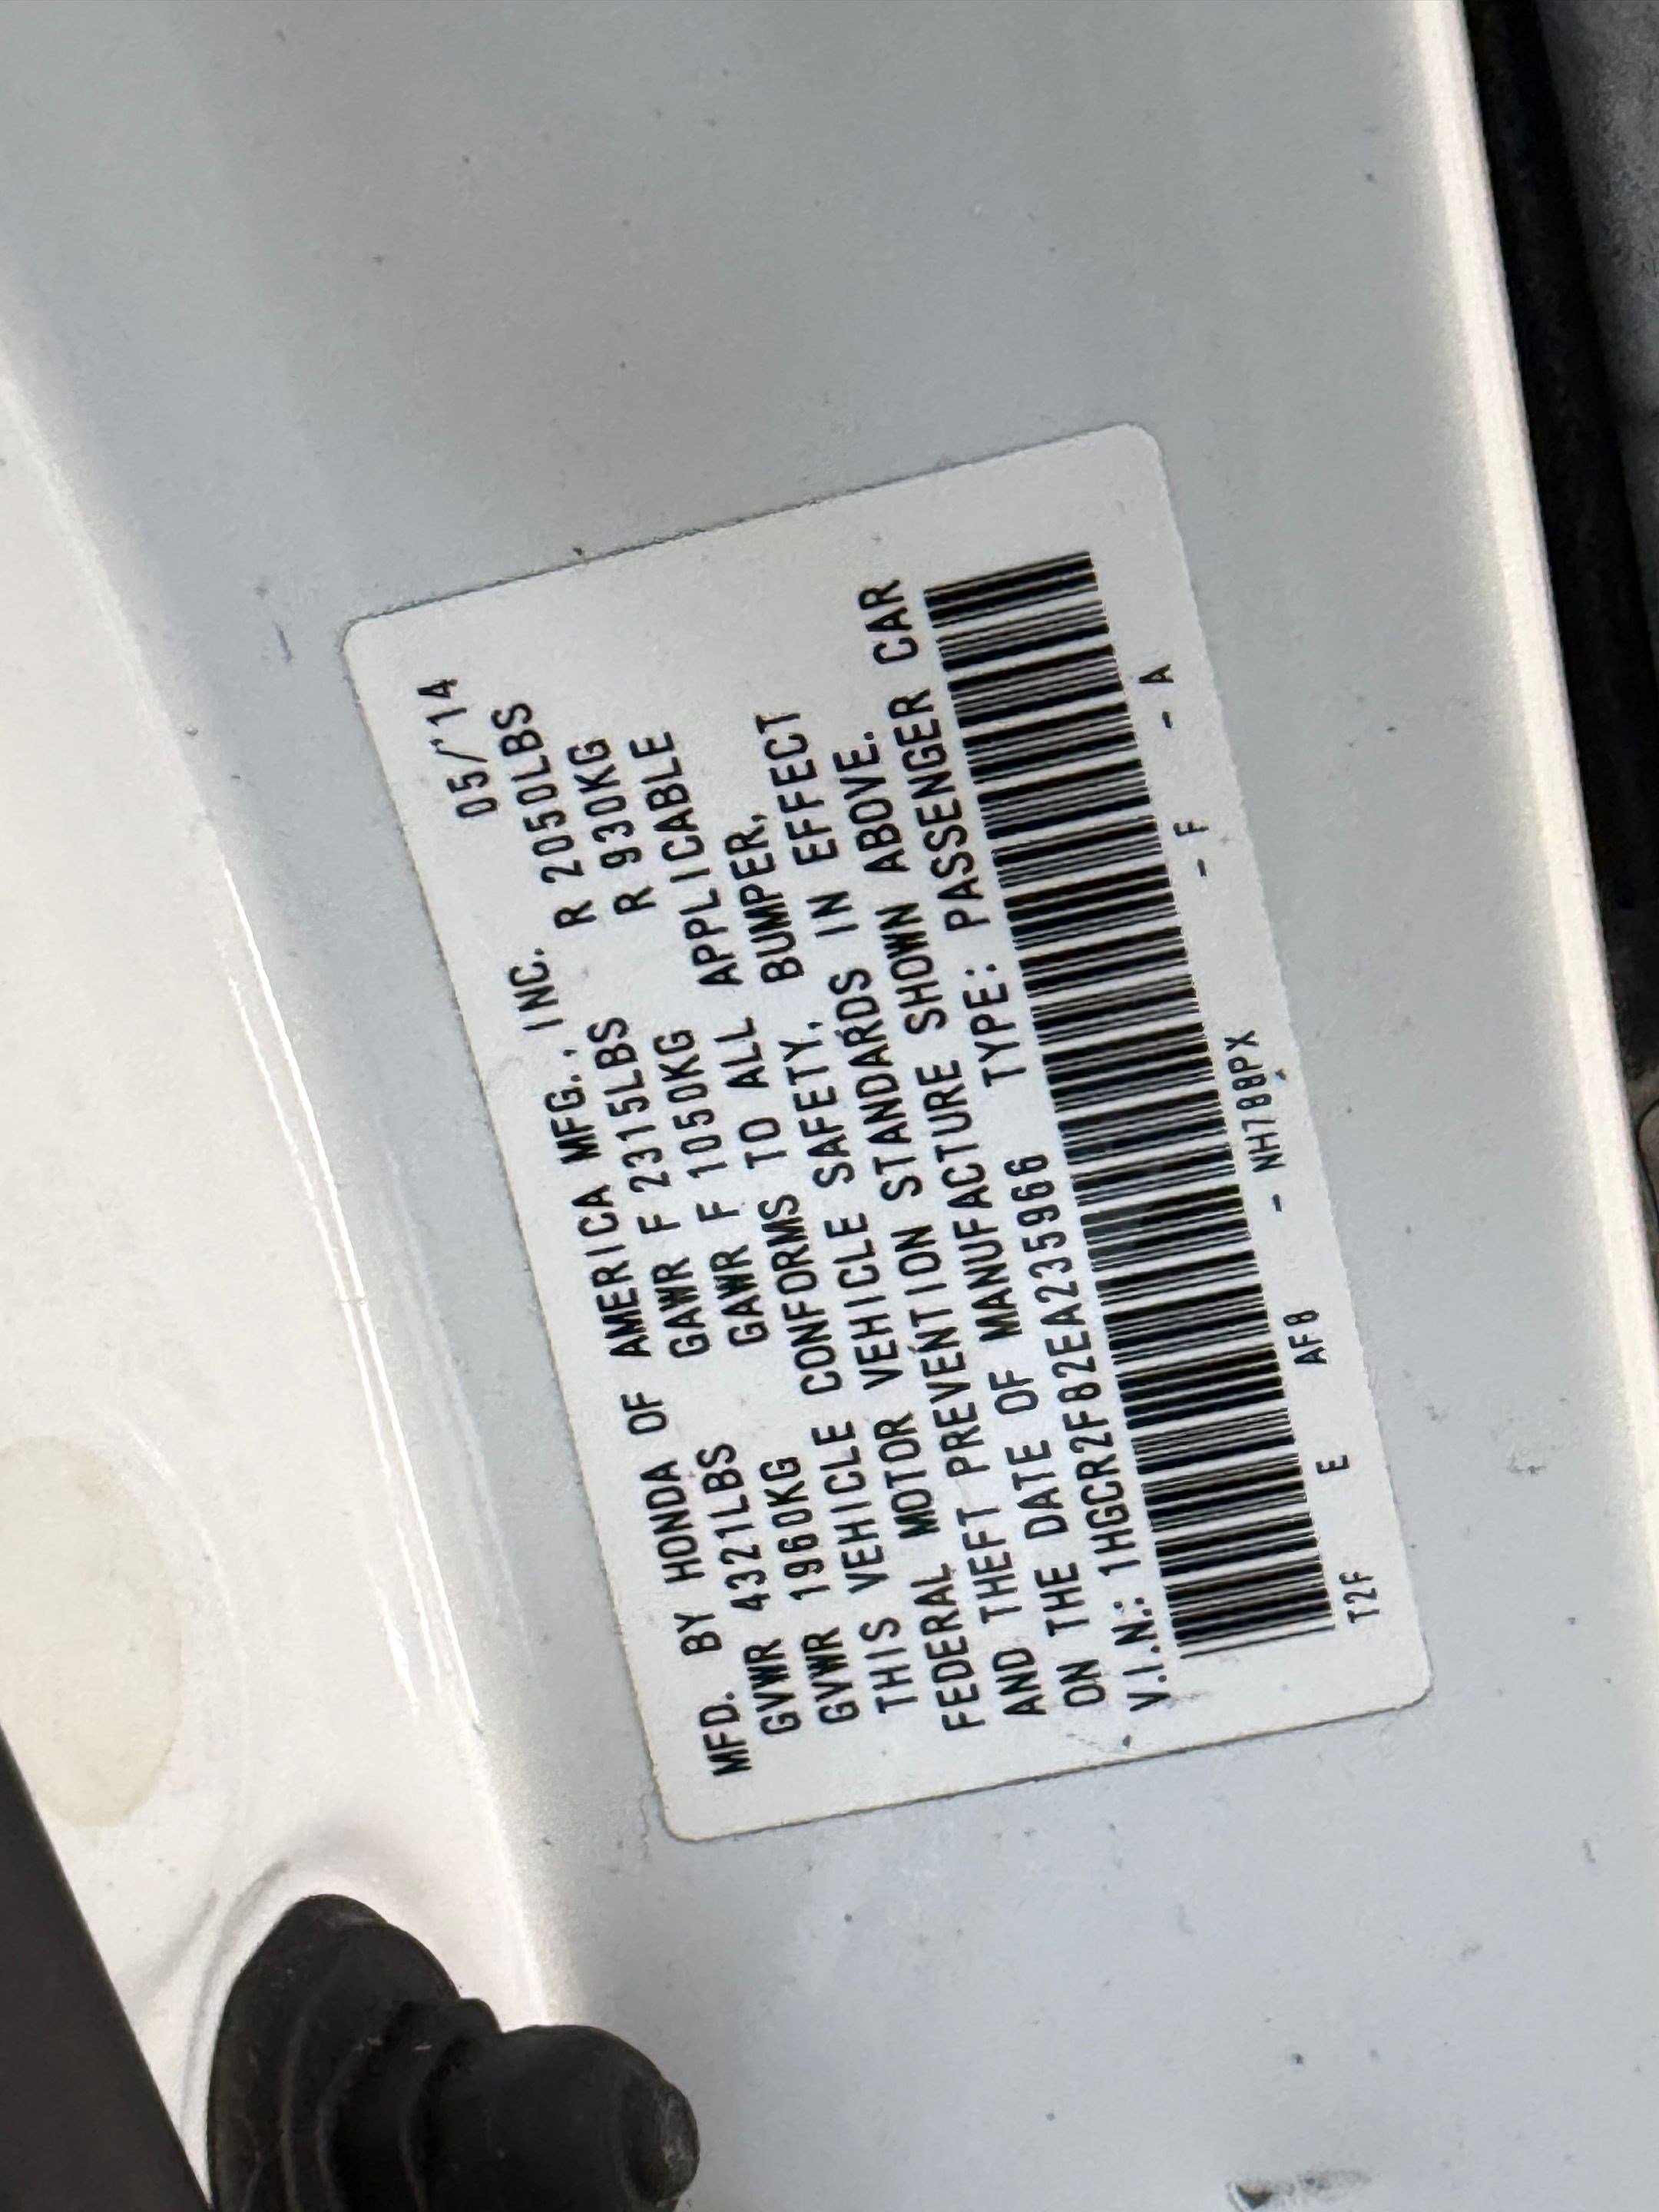 05/'14
MFD. BY HONDA OF AMERICA MFG., INC.
GVWR 4321LBS GAWR F 2315LBS R 2050LBS
GVWR 1960KG GAWR F 1050KG R 930KG
THIS VEHICLE CONFORMS TO ALL APPLICABLE
FEDERAL MOTOR VEHICLE SAFETY, BUMPER,
AND THEFT PREVENTION STANDARDS IN EFFECT
ON THE DATE OF MANUFACTURE SHOWN ABOVE.
V.I.N.: 1HGCR2F82EA235966 TYPE: PASSENGER CAR
T2F E AF8 - NH788PX - F - A